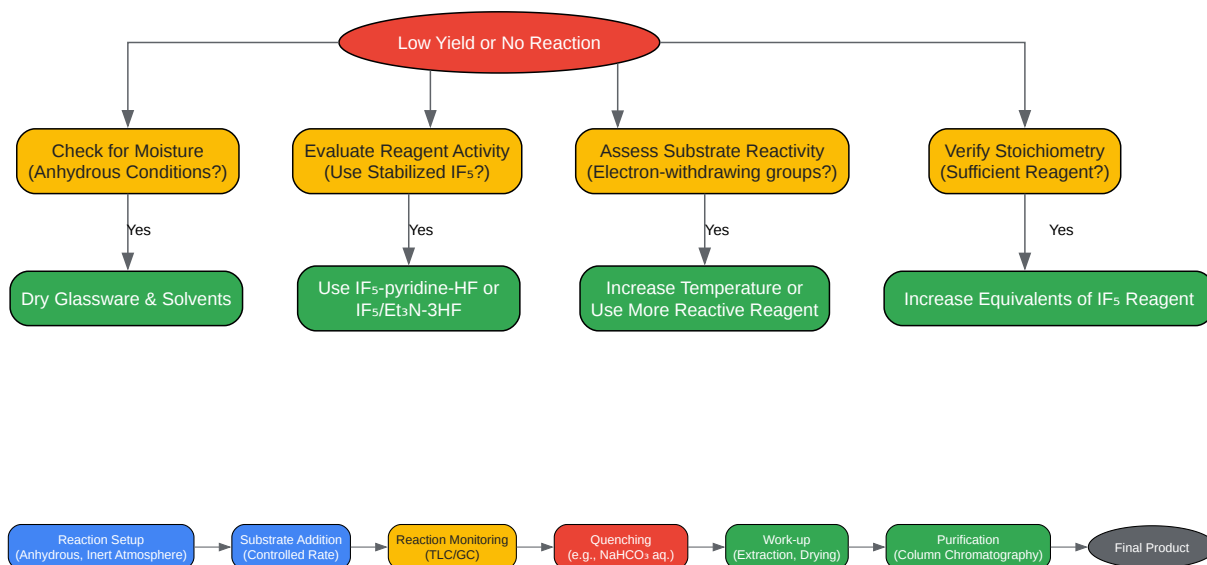 Low Yield or No Reaction
Check for Moisture
(Anhydrous Conditions?)
Evaluate Reagent Activity
(Use Stabilized IF₅?)
Assess Substrate Reactivity
(Electron-withdrawing groups?)
Verify Stoichiometry
(Sufficient Reagent?)
Yes
Yes
Yes
Yes
Dry Glassware & Solvents
Use IF₅-pyridine-HF or
IF₅/Et₃N-3HF
Increase Temperature or
Use More Reactive Reagent
Increase Equivalents of IF₅ Reagent
Reaction Setup
(Anhydrous, Inert Atmosphere)
Substrate Addition
(Controlled Rate)
Reaction Monitoring
(TLC/GC)
Quenching
(e.g., NaHCO₃ aq.)
Work-up
(Extraction, Drying)
Purification
(Column Chromatography)
Final Product